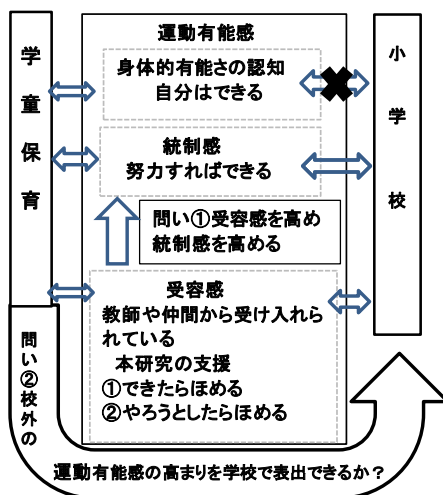 運動有能感
学童保育
身体的有能さの認知
自分はできる
小学校
統制感
努力すればできる
問い①受容感を高め
統制感を高める
受容感
教師や仲間から受け入れら
れている
本研究の支援
①できたらほめる
②やろうとしたらほめる
問い②校外の
運動有能感の高まりを学校で表出できるか？